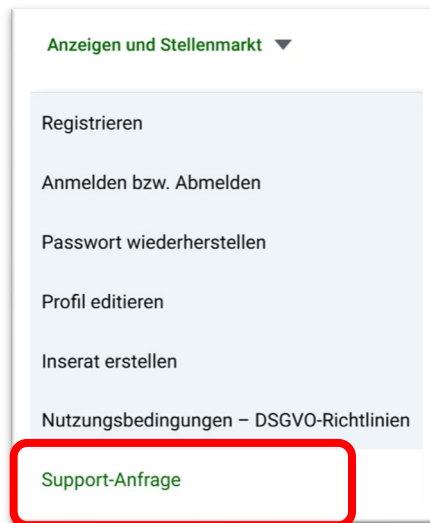 Anzeigen und Stellenmarkt
Registrieren
Anmelden bzw. Abmelden
Passwort wiederherstellen
Profil editieren
Inserat erstellen
Nutzungsbedingungen – DSGVO-Richtlinien
Support-Anfrage